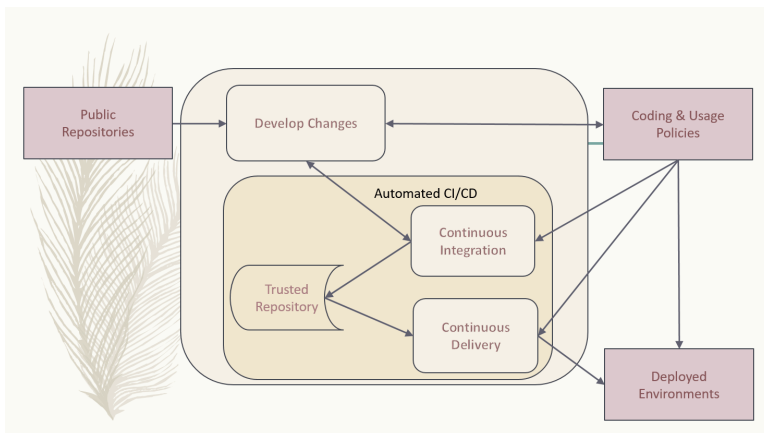 Public
Repositories
Develop Changes
Coding & Usage
Policies
Automated CI/CD
Continuous
Integration
Trusted
Repository
Continuous
Delivery
Deployed
Environments